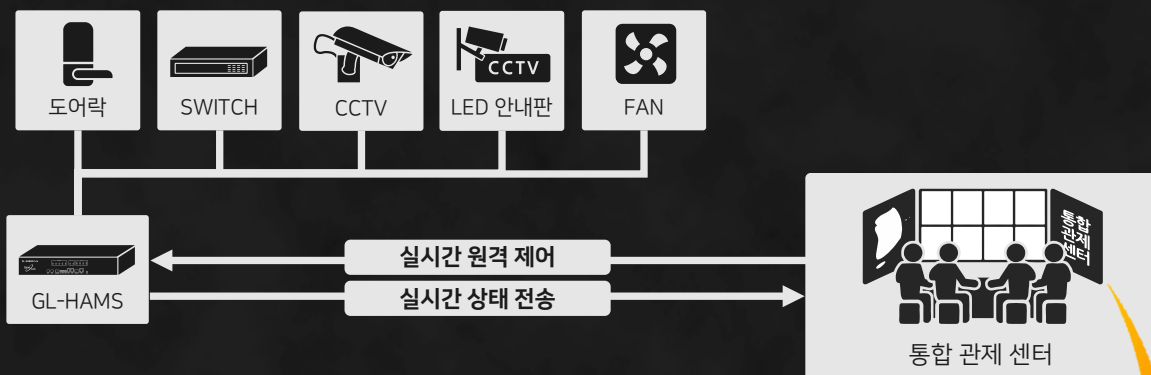 도어락
SWITCH
CCTV
CCTV
LED 안내판
FAN
GL-HAMS
실시간 원격 제어
실시간 상태 전송
통합
관제
센터
통합 관제 센터